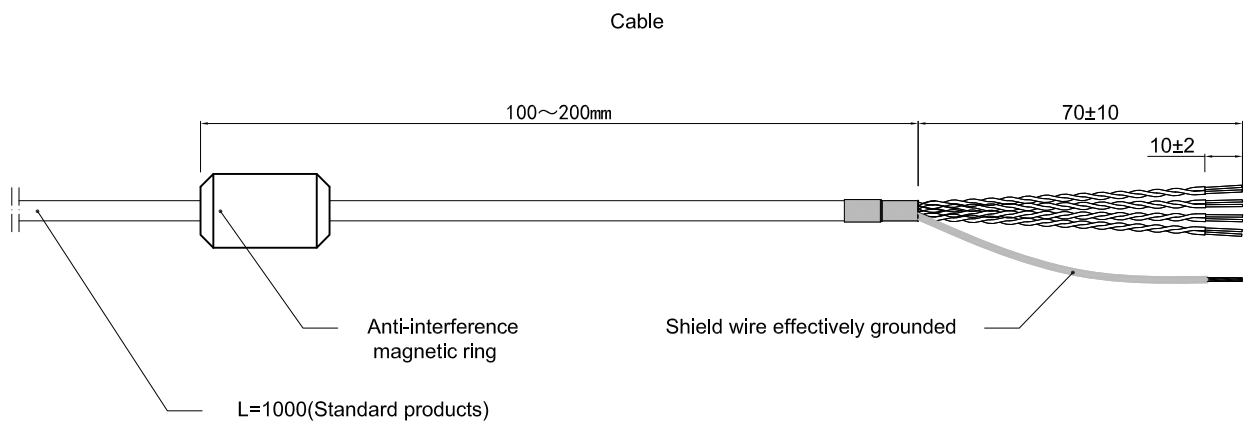 Cable
100～200mm
70±10
10±2
Anti-interference
magnetic ring
Shield wire effectively grounded
L=1000(Standard products)